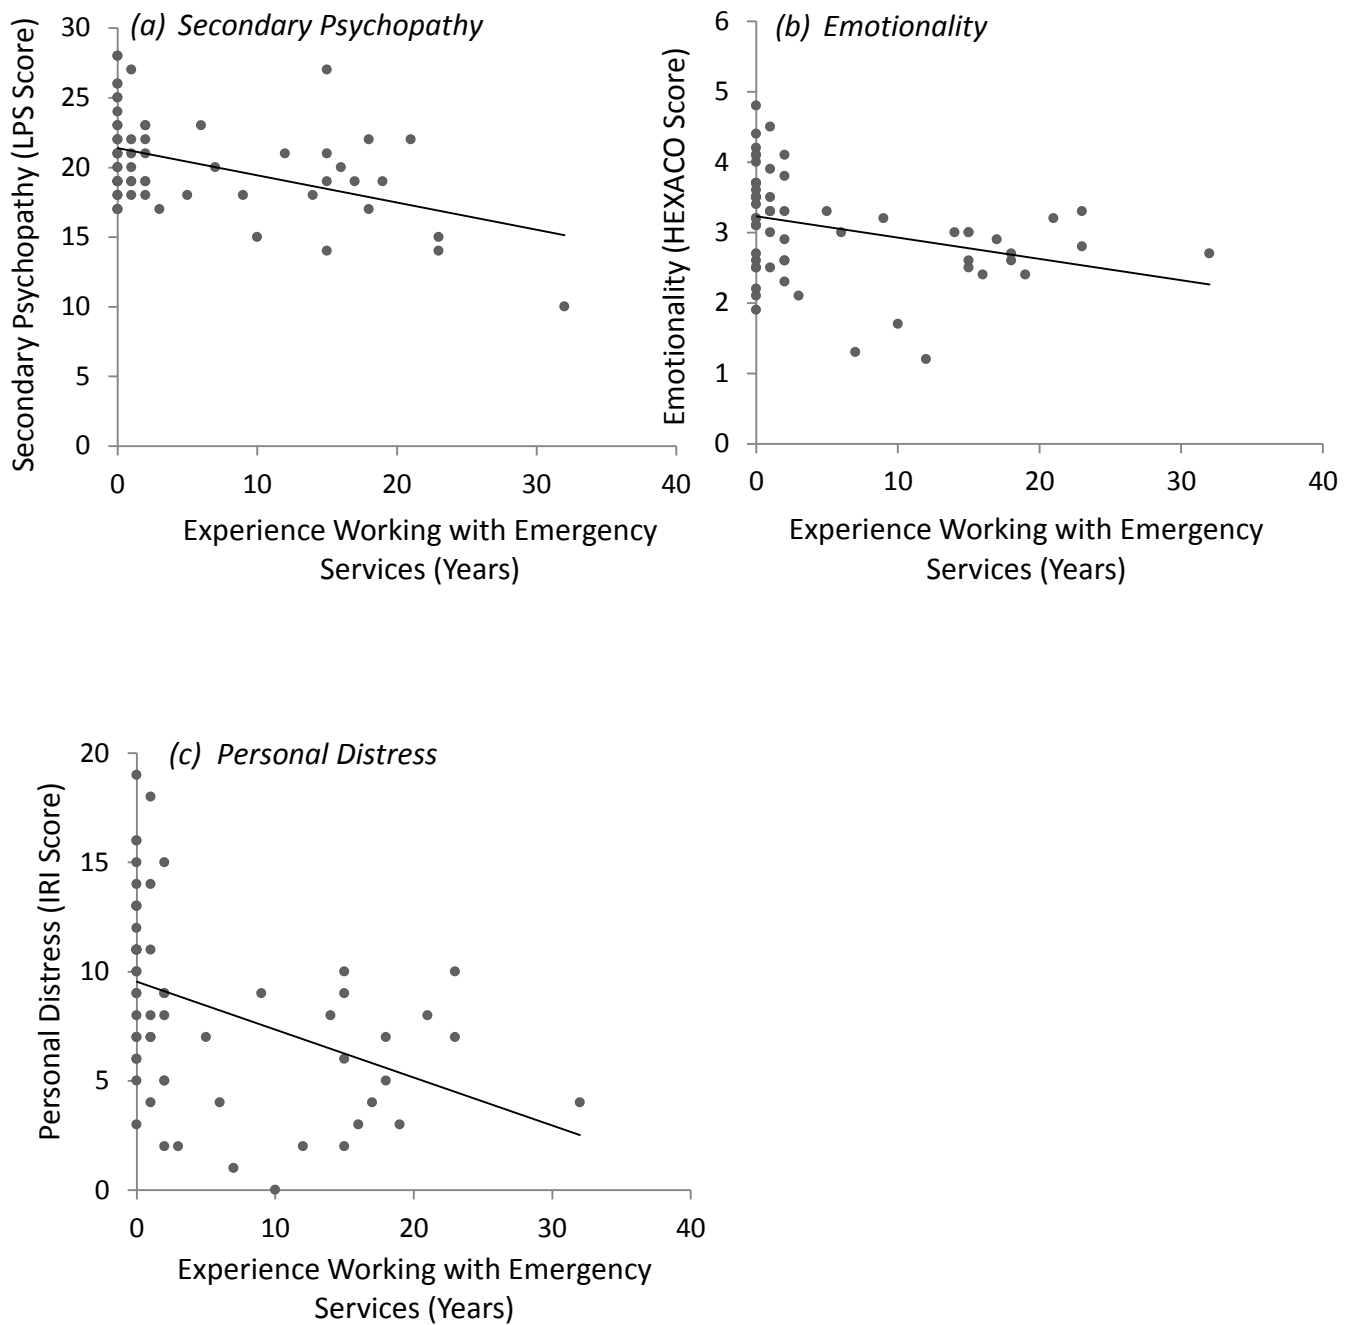 (a) Secondary Psychopathy
Secondary Psychopathy (LPS Score)
30
25
20
15
10
5
0
0 10 20 30 40
Experience Working with Emergency
Services (Years)
(b) Emotionality
Emotionality (HEXACO Score)
6
5
4
3
2
1
0
0 10 20 30 40
Experience Working with Emergency
Services (Years)
(c) Personal Distress
Personal Distress (IRI Score)
20
15
10
5
0
0 10 20 30 40
Experience Working with Emergency
Services (Years)